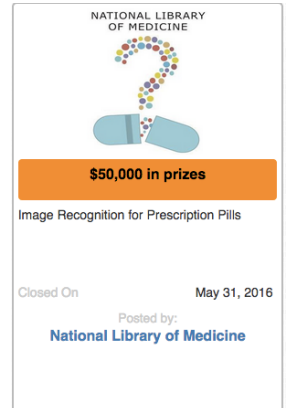 NATIONAL LIBRARY
OF MEDICINE
$50,000 in prizes
Image Recognition for Prescription Pills
Closed On May 31, 2016
Posted by:
National Library of Medicine